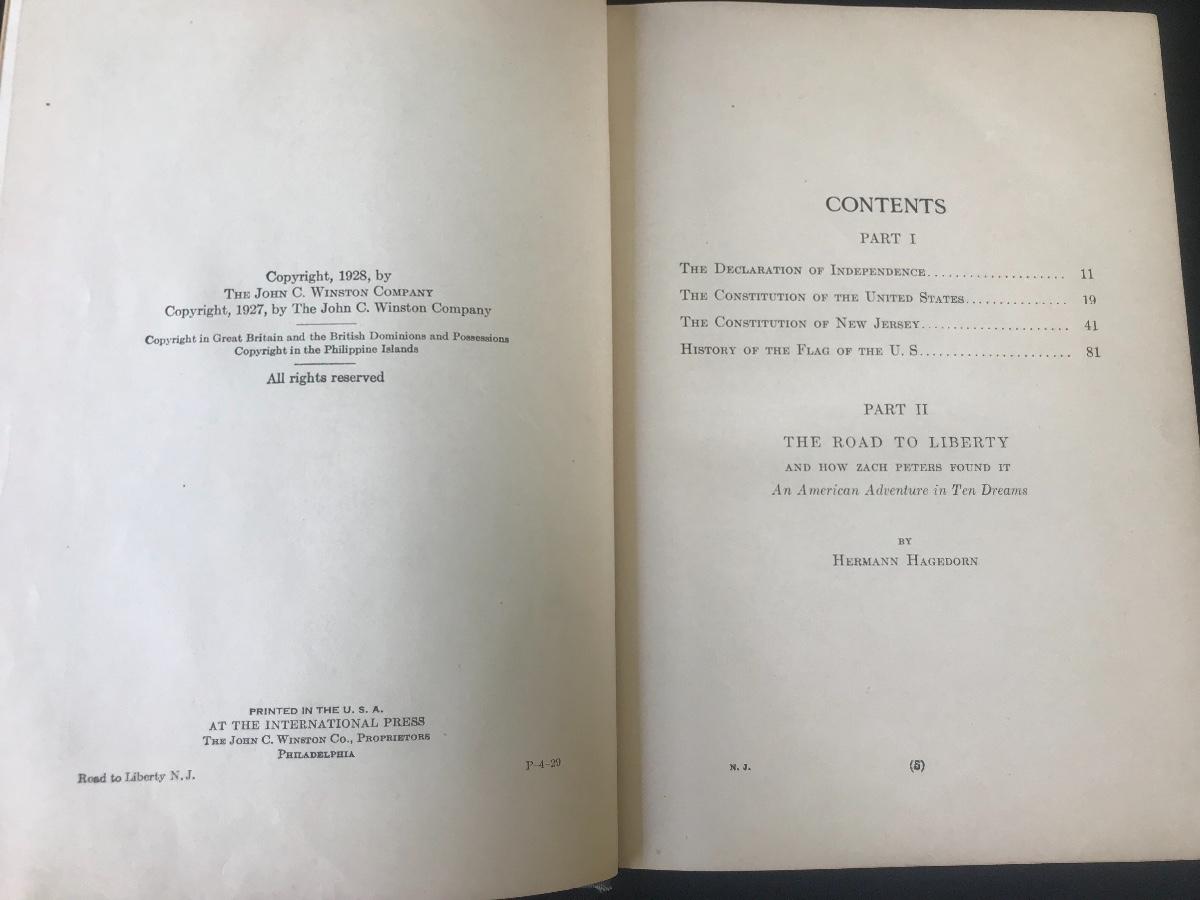 Copyright, 1928, by
THE JOHN C. WINSTON COMPANY
Copyright, 1927, by The John C. Winston Company
Copyright in Great Britain and the British Dominions and Possessions
Copyright in the Philippine Islands
All rights reserved
PRINTED IN THE U. S. A.
AT THE INTERNATIONAL PRESS
THE JOHN C. WINSTON CO., PROPRIETORS
PHILADELPHIA
Road to Liberty N. J.
P-4-29
CONTENTS
PART I
THE DECLARATION OF INDEPENDENCE.................... 11
THE CONSTITUTION OF THE UNITED STATES............... 19
THE CONSTITUTION OF NEW JERSEY...................... 41
HISTORY OF THE FLAG OF THE U. S...................... 81
PART II
THE ROAD TO LIBERTY
AND HOW ZACH PETERS FOUND IT
An American Adventure in Ten Dreams
BY
HERMANN HAGEDORN
N. J.
(5)